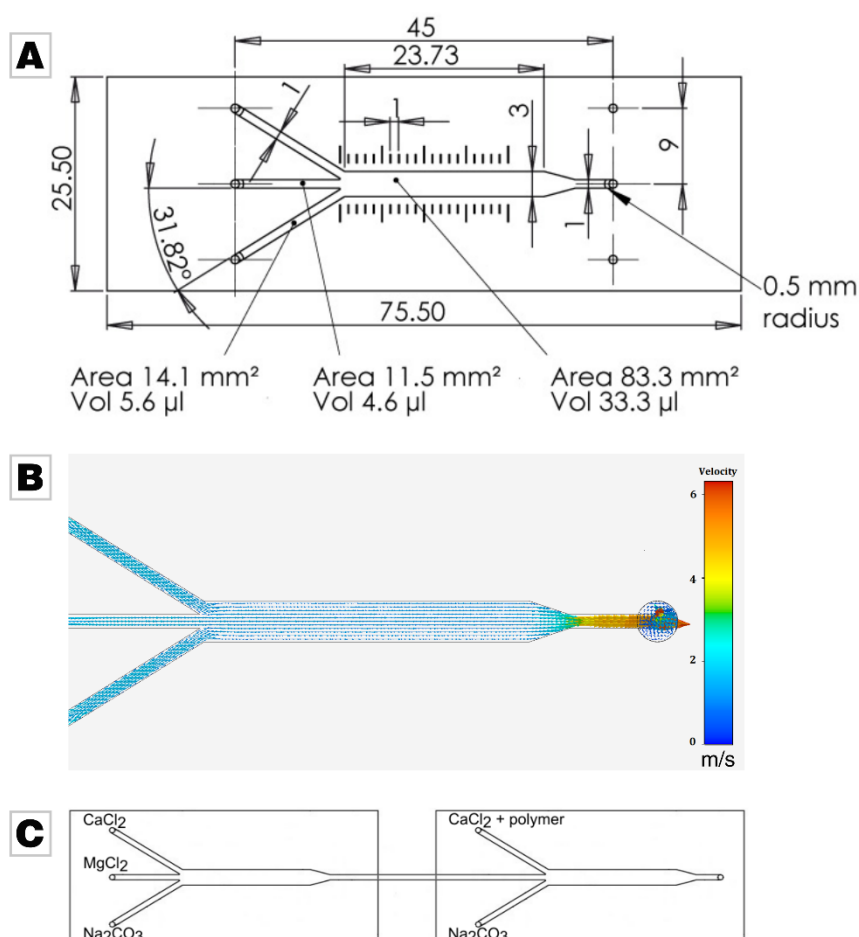 A
45
23.73
1
1
3
9
25.50
31.82°
1
0.5 mm
radius
75.50
Area 14.1 mm²
Vol 5.6 µl
Area 11.5 mm²
Vol 4.6 µl
Area 83.3 mm²
Vol 33.3 µl
B
Velocity
6
4
2
0
m/s
C
CaCl2
CaCl2 + polymer
MgCl2
Na2CO3
Na2CO3